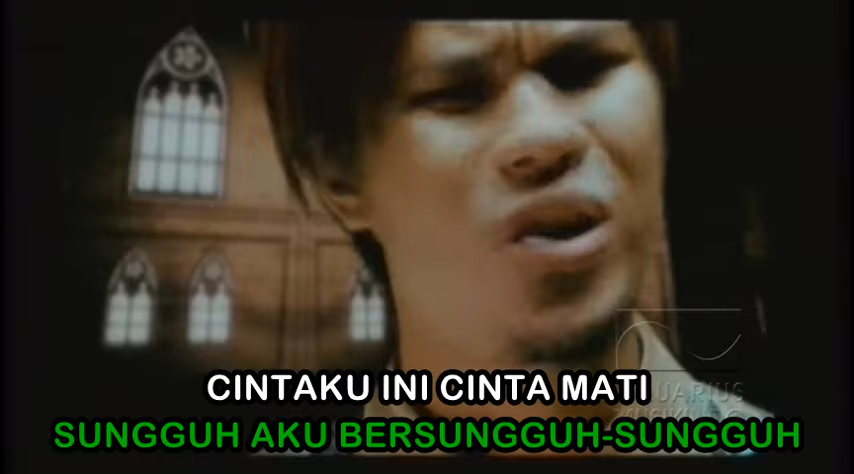 CINTAKU INI CINTA MATI
SUNGGUH AKU BERSUNGGUH-SUNGGUH